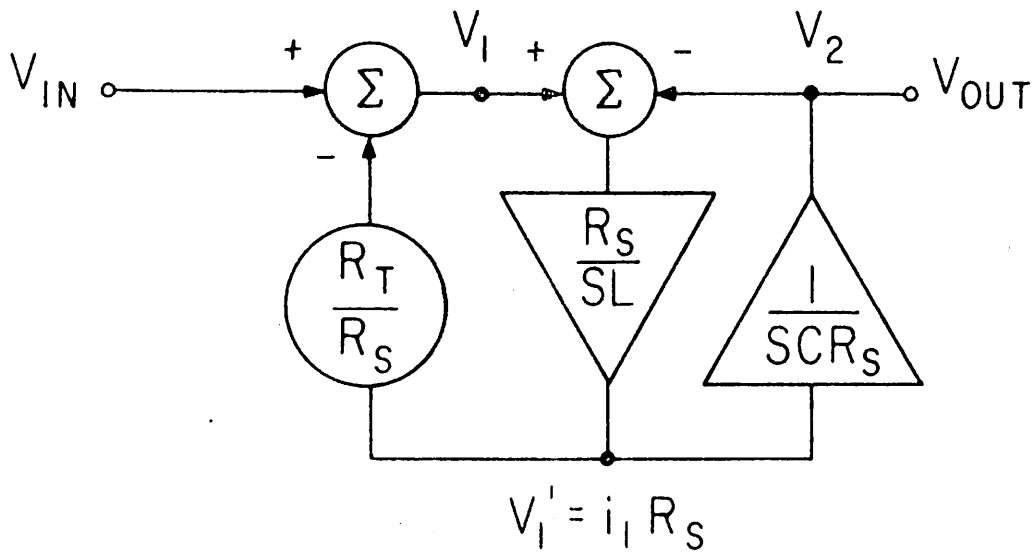 V_IN
+
Σ
-
V_1
+
Σ
-
V_2
V_OUT
R_T
R_S
R_S
SL
1
SCR_S
V_1' = i_1 R_S